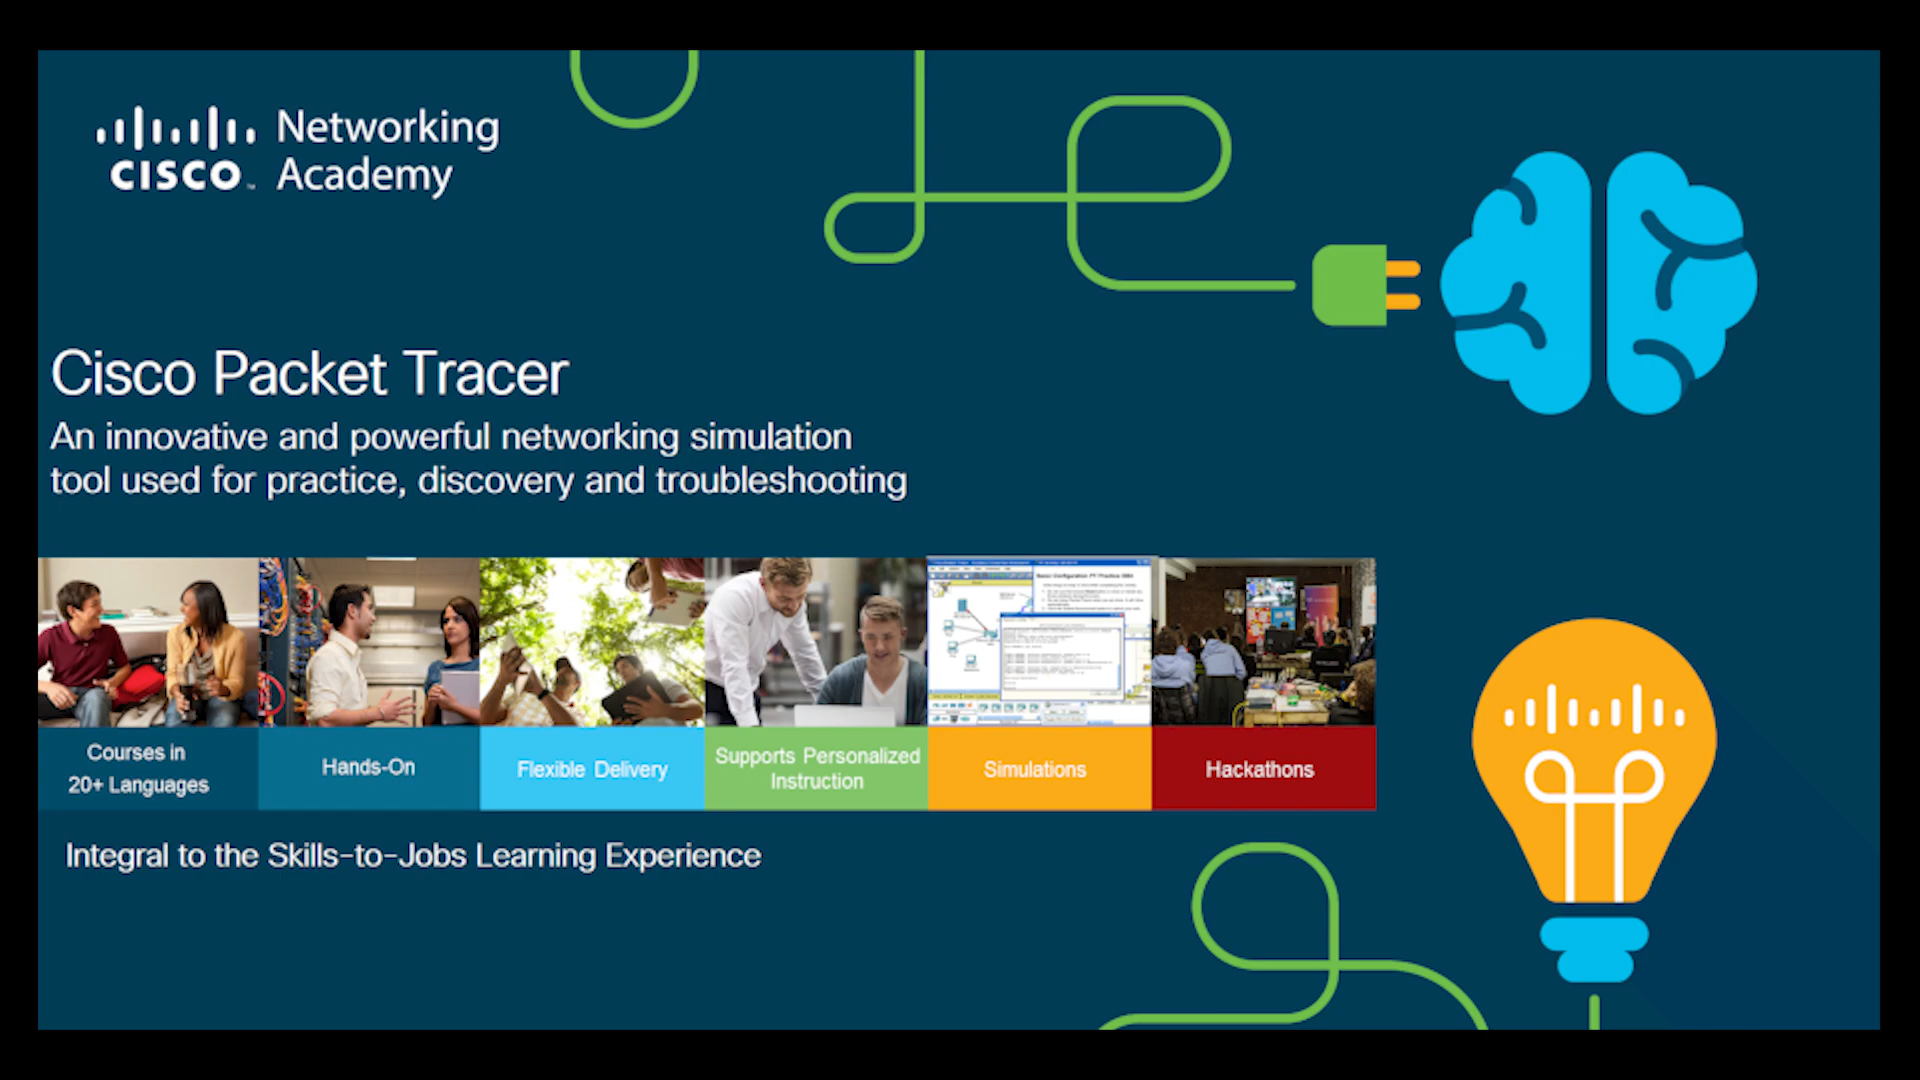 Networking
CISCO™ Academy
Cisco Packet Tracer
An innovative and powerful networking simulation
tool used for practice, discovery and troubleshooting
Courses in
20+ Languages
Hands-On
Flexible Delivery
Supports Personalized
Instruction
Simulations
Hackathons
Integral to the Skills-to-Jobs Learning Experience